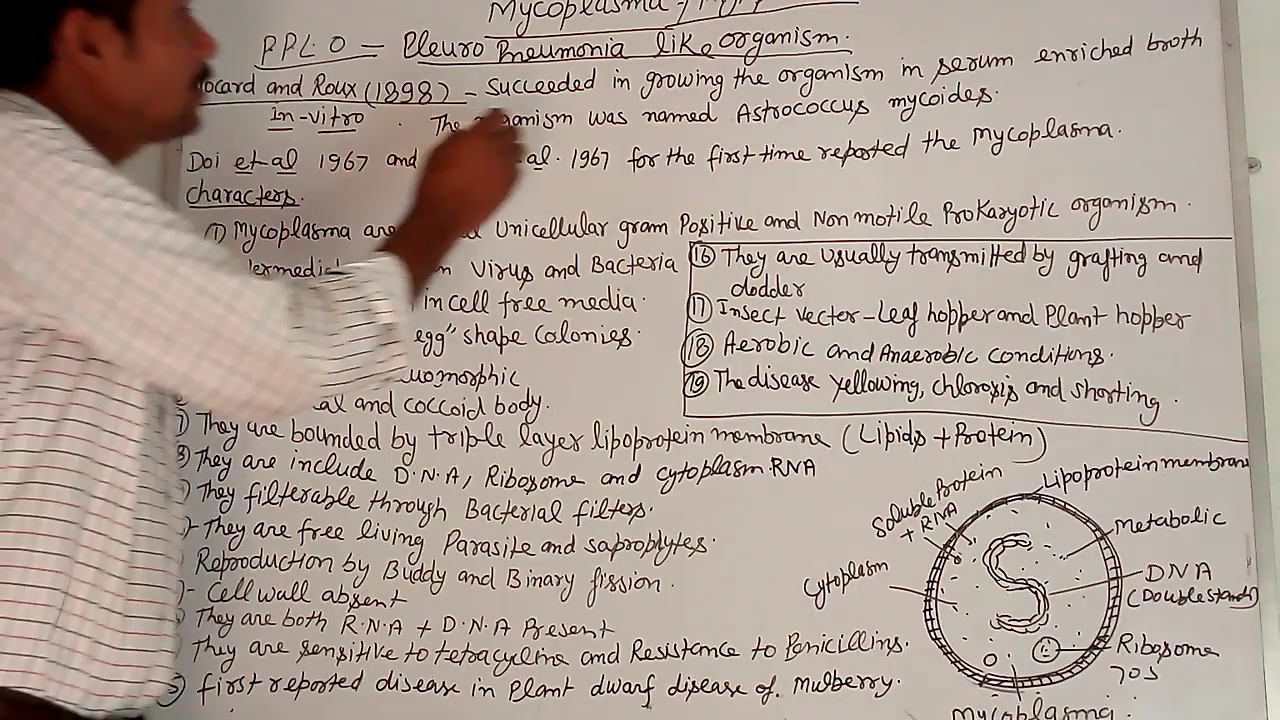 Mycoplasma -
P.P.L.O - Pleuro Pneumonia like organism.
ocard and Roux (1898) - Succeeded in growing the organism in serum enriched broth
In-vitro . The organism was named Astrococcus mycoides.
Doi et al 1967 and al. 1967 for the first time reported the Mycoplasma.
characters.
① Mycoplasma are Unicellular gram Positive and Non motile Prokaryotic organism.
Virus and Bacteria
in cell free media.
egg" shape colonies.
and coccoid body.
7) They are bounded by triple layer lipoprotein membrane (Lipids + Protein)
8) They are include D.N.A, Ribosome and cytoplasm RNA
They filterable through Bacterial filters.
They are free living Parasite and saprophytes.
Reproduction by Buddy and Binary fission.
- Cell wall absent
They are both R.N.A + D.N.A Present
They are sensitive to tetracycline and Resistance to Penicillins.
first reported disease in Plant dwarf disease of mulberry.
⑯ They are usually transmitted by grafting and
dodder
⑰ Insect vecter - Leaf hopper and Plant hopper
⑱ Aerobic and Anaerobic conditions.
⑲ The disease yellowing, chlorosis and shorting.
Lipoprotein membrane
Soluble Protein
+ RNA
Metabolic
Cytoplasm
DNA
(Double stands)
Ribosome
70S
Mycoplasma.